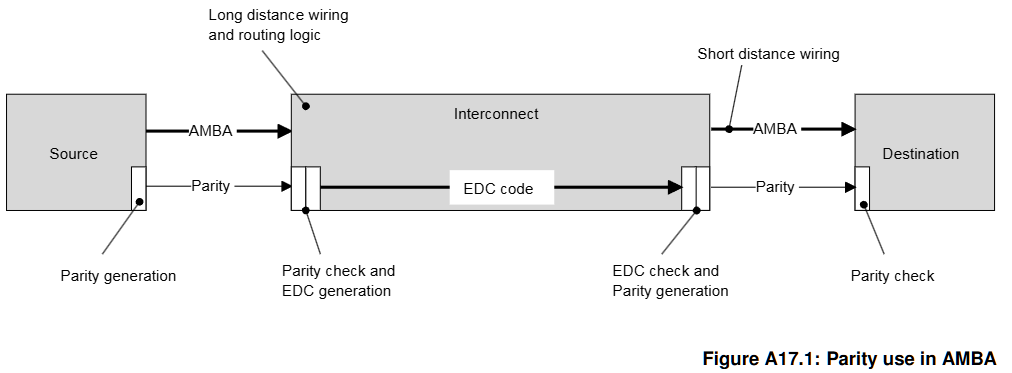 Long distance wiring
and routing logic
Short distance wiring
Interconnect
AMBA
AMBA
Source
Destination
Parity
EDC code
Parity
Parity generation
Parity check and
EDC generation
EDC check and
Parity generation
Parity check
Figure A17.1: Parity use in AMBA